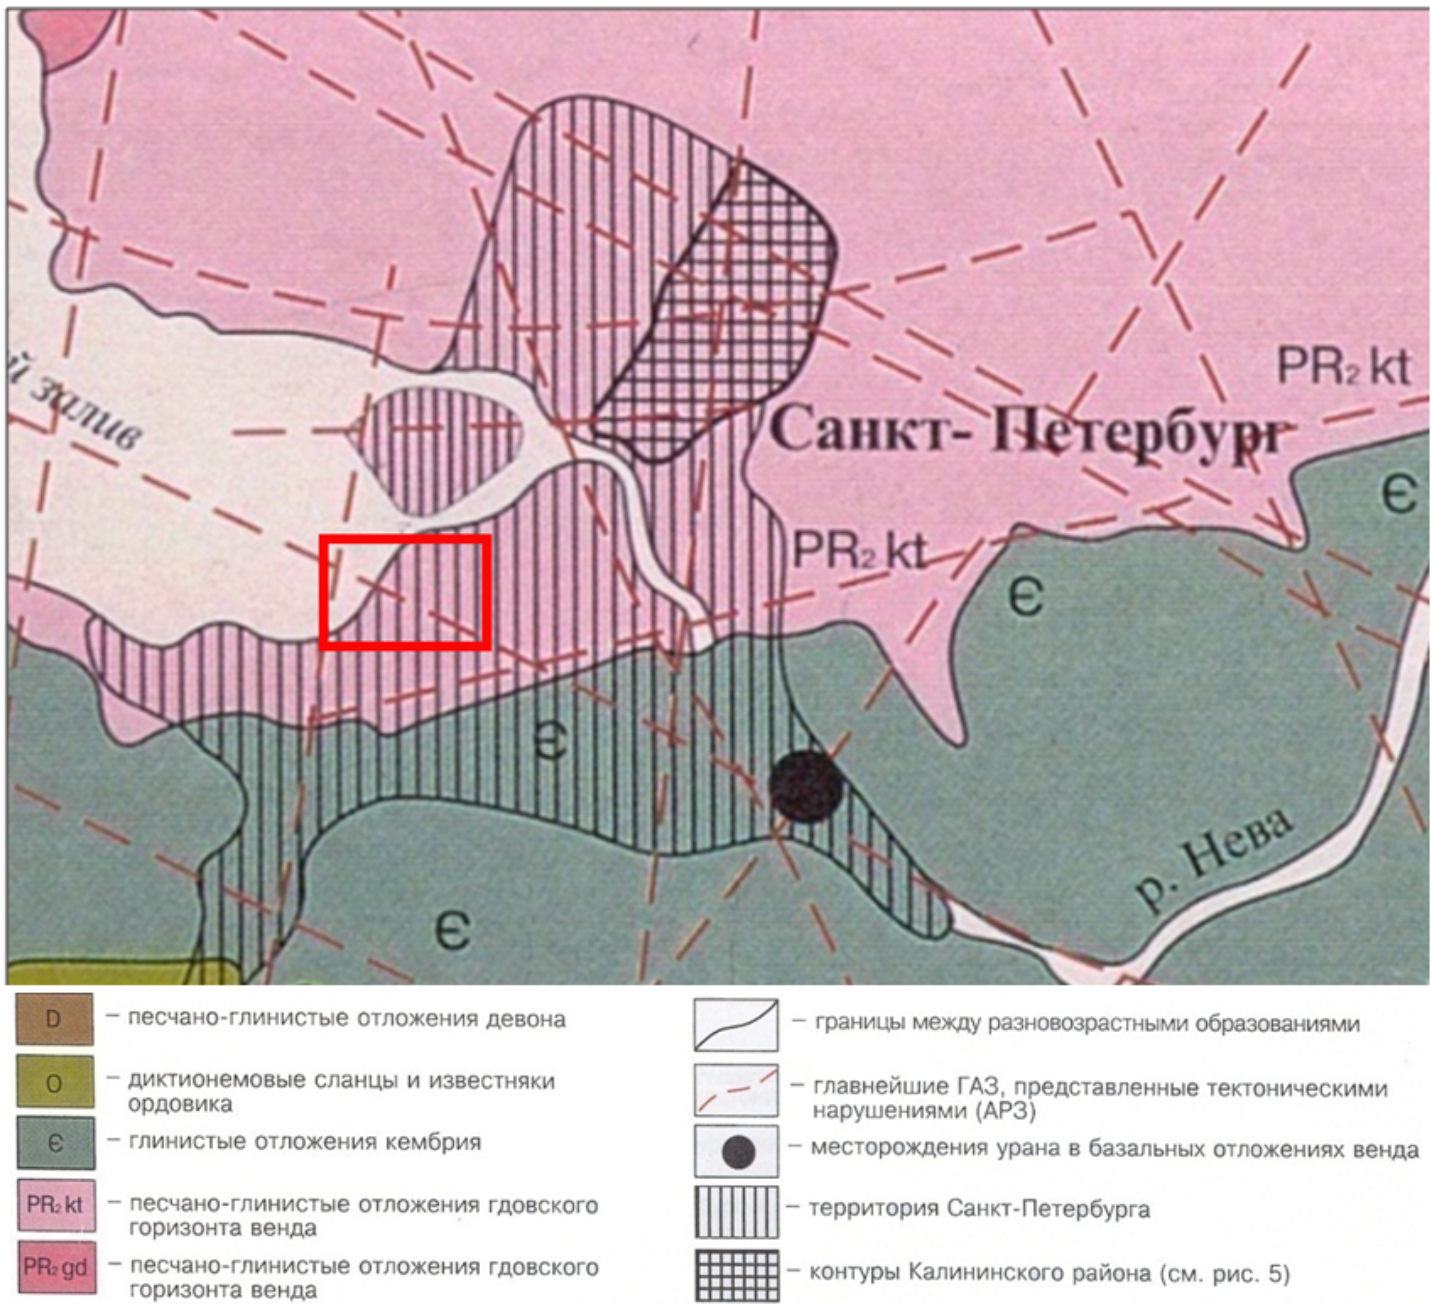 й залив
PR₂ kt
Санкт- Петербург
Є
PR₂ kt
Є
Є
р. Нева
Є
D – песчано-глинистые отложения девона
O – диктионемовые сланцы и известняки
ордовика
Є – глинистые отложения кембрия
PR₂ kt – песчано-глинистые отложения гдовского
горизонта венда
PR₂ gd – песчано-глинистые отложения гдовского
горизонта венда
– границы между разновозрастными образованиями
– главнейшие ГАЗ, представленные тектоническими
нарушениями (АРЗ)
– месторождения урана в базальных отложениях венда
– территория Санкт-Петербурга
– контуры Калининского района (см. рис. 5)